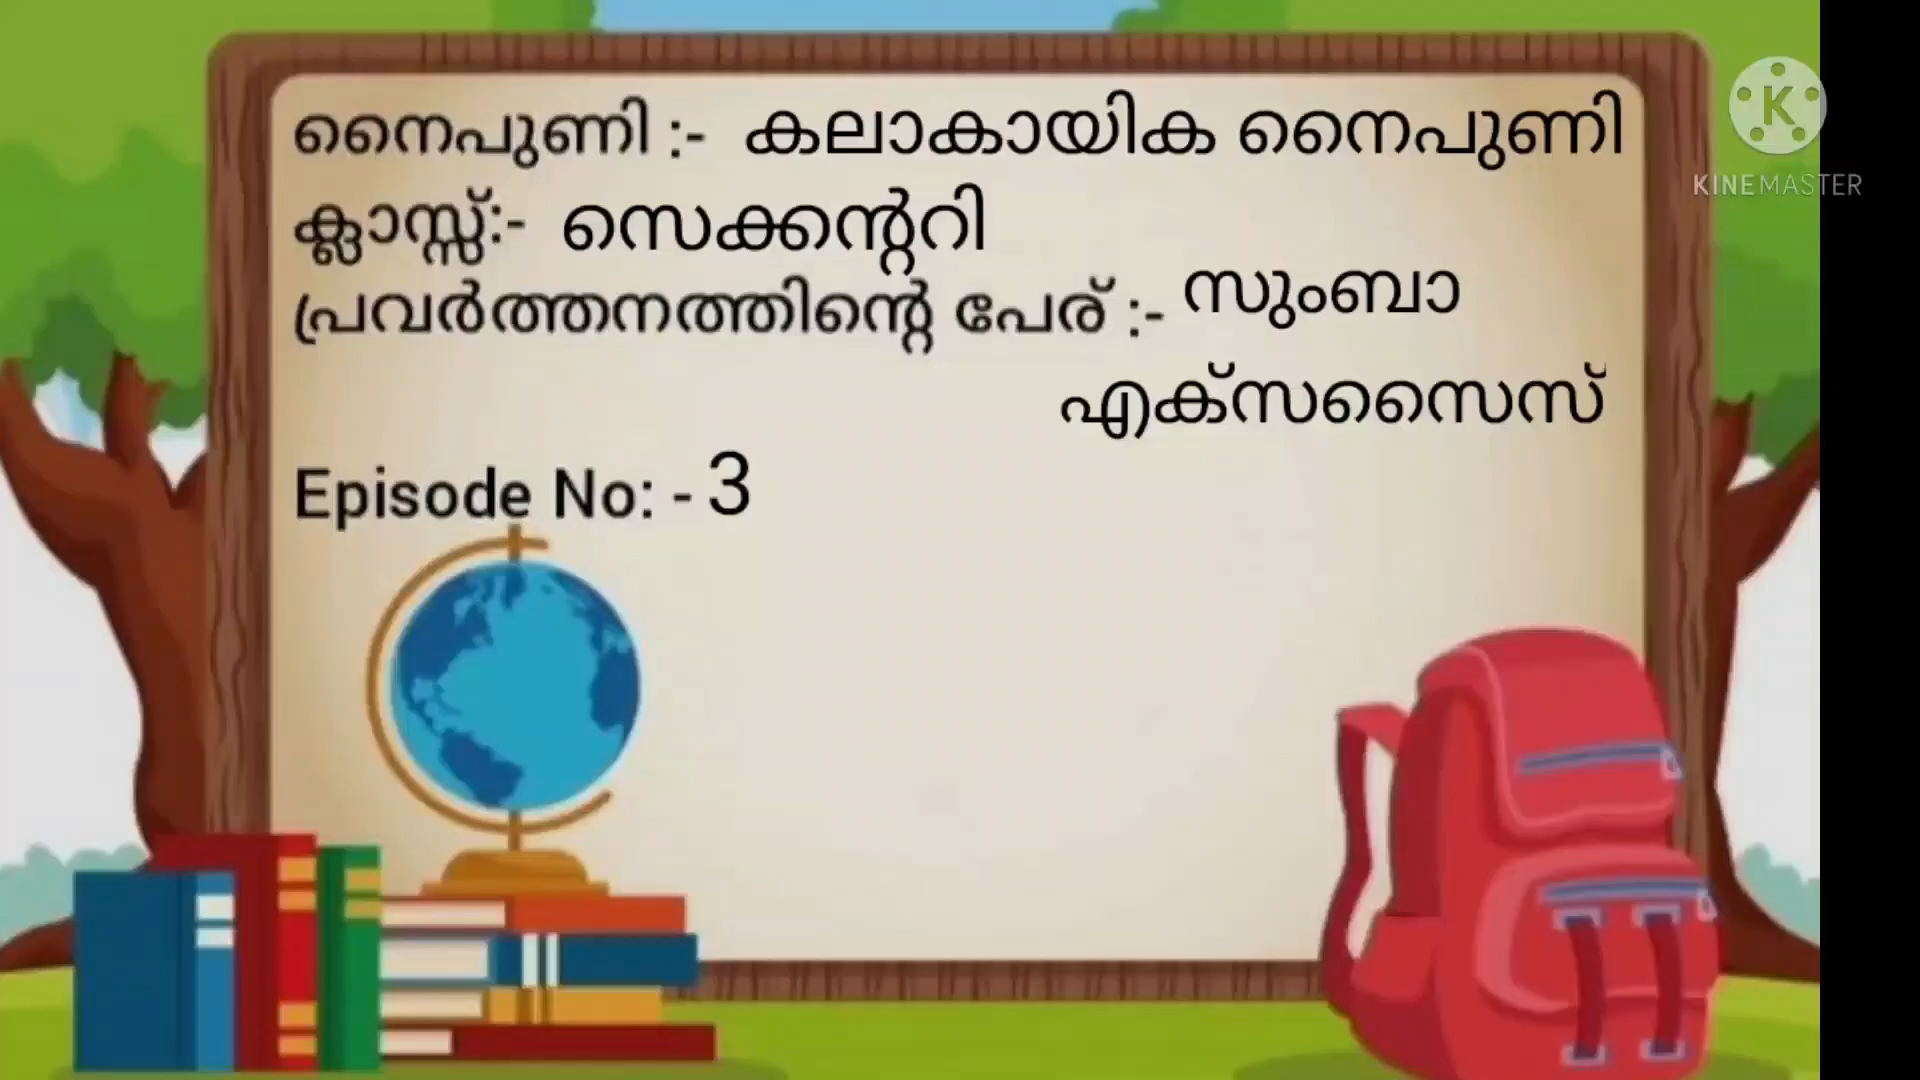 നൈപുണി :- കലാകായിക നൈപുണി
ക്ലാസ്സ്:- സെക്കന്ററി
പ്രവർത്തനത്തിന്റെ പേര് :- സുംബാ
എക്സസൈസ്
Episode No: - 3
K
KINEMASTER